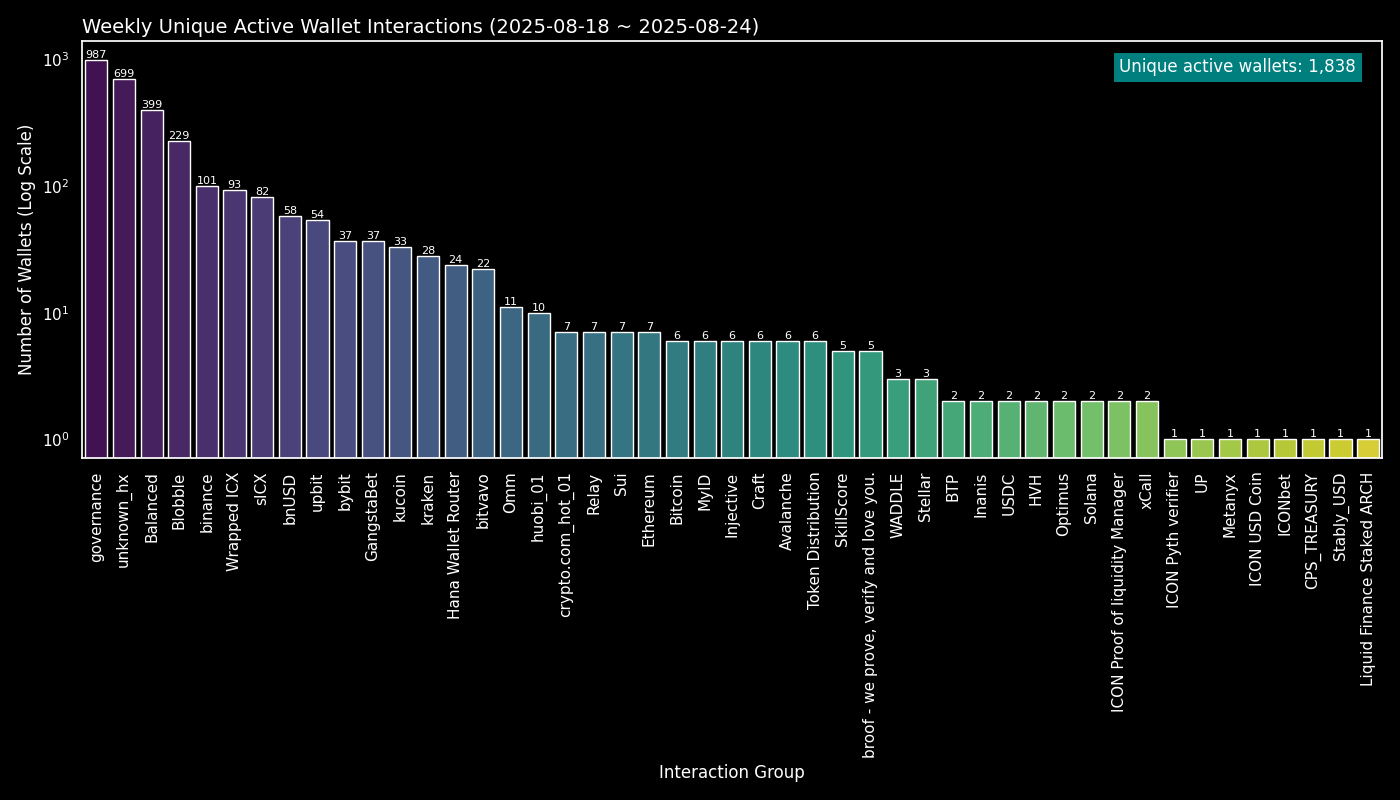 Weekly Unique Active Wallet Interactions (2025-08-18 ~ 2025-08-24)
Unique active wallets: 1,838
Number of Wallets (Log Scale)
10³
10²
10¹
10⁰
987
699
399
229
101
93
82
58
54
37
37
33
28
24
22
11
10
7
7
7
7
6
6
6
6
6
6
5
5
3
3
2
2
2
2
2
2
2
2
1
1
1
1
1
1
1
1
governance
unknown_hx
Balanced
Blobble
binance
Wrapped ICX
sICX
bnUSD
upbit
bybit
GangstaBet
kucoin
kraken
Hana Wallet Router
bitvavo
Omm
huobi_01
crypto.com_hot_01
Relay
Sui
Ethereum
Bitcoin
MyID
Injective
Craft
Avalanche
Token Distribution
SkillScore
broof - we prove, verify and love you.
WADDLE
Stellar
BTP
Inanis
USDC
HVH
Optimus
Solana
ICON Proof of liquidity Manager
xCall
ICON Pyth verifier
UP
Metanyx
ICON USD Coin
ICONbet
CPS_TREASURY
Stably_USD
Liquid Finance Staked ARCH
Interaction Group